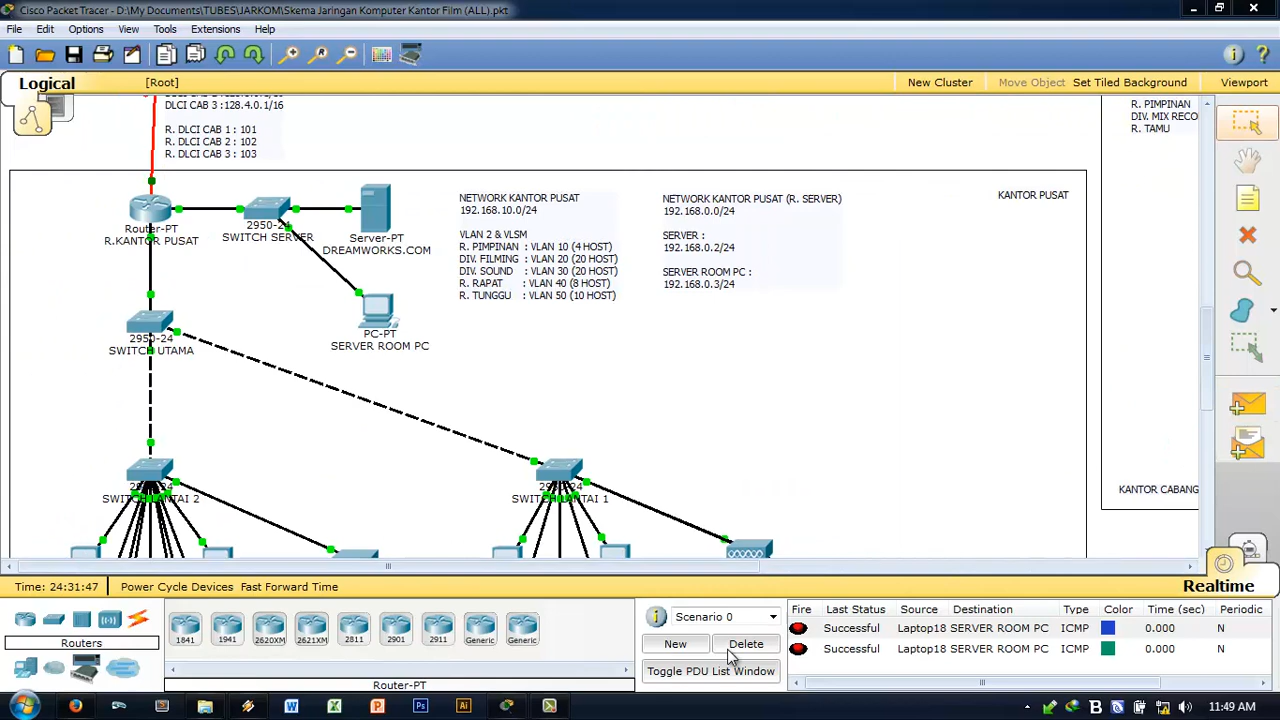 Cisco Packet Tracer - D:\My Documents\TUBES\JARKOM\Skema Jaringan Komputer Kantor Film (ALL).pkt
File Edit Options View Tools Extensions Help
Logical
[Root]
New Cluster
Move Object
Set Tiled Background
Viewport
DLCI CAB 3 :128.4.0.1/16
R. DLCI CAB 1 : 101
R. DLCI CAB 2 : 102
R. DLCI CAB 3 : 103
R. PIMPINAN
DIV. MIX RECO
R. TAMU
Router-PT
R.KANTOR PUSAT
2950-24
SWITCH SERVER
Server-PT
DREAMWORKS.COM
NETWORK KANTOR PUSAT
192.168.10.0/24
VLAN 2 & VLSM
R. PIMPINAN : VLAN 10 (4 HOST)
DIV. FILMING : VLAN 20 (20 HOST)
DIV. SOUND : VLAN 30 (20 HOST)
R. RAPAT : VLAN 40 (8 HOST)
R. TUNGGU : VLAN 50 (10 HOST)
NETWORK KANTOR PUSAT (R. SERVER)
192.168.0.0/24
SERVER :
192.168.0.2/24
SERVER ROOM PC :
192.168.0.3/24
KANTOR PUSAT
PC-PT
SERVER ROOM PC
2950-24
SWITCH UTAMA
SWITCH LANTAI 2
SWITCH LANTAI 1
KANTOR CABANG
Time: 24:31:47
Power Cycle Devices Fast Forward Time
Realtime
Routers
1841 1941 2620XM 2621XM 2811 2901 2911 Generic Generic
Router-PT
Scenario 0
New
Delete
Toggle PDU List Window
Fire Last Status Source Destination Type Color Time (sec) Periodic
Successful Laptop18 SERVER ROOM PC ICMP 0.000 N
Successful Laptop18 SERVER ROOM PC ICMP 0.000 N
11:49 AM